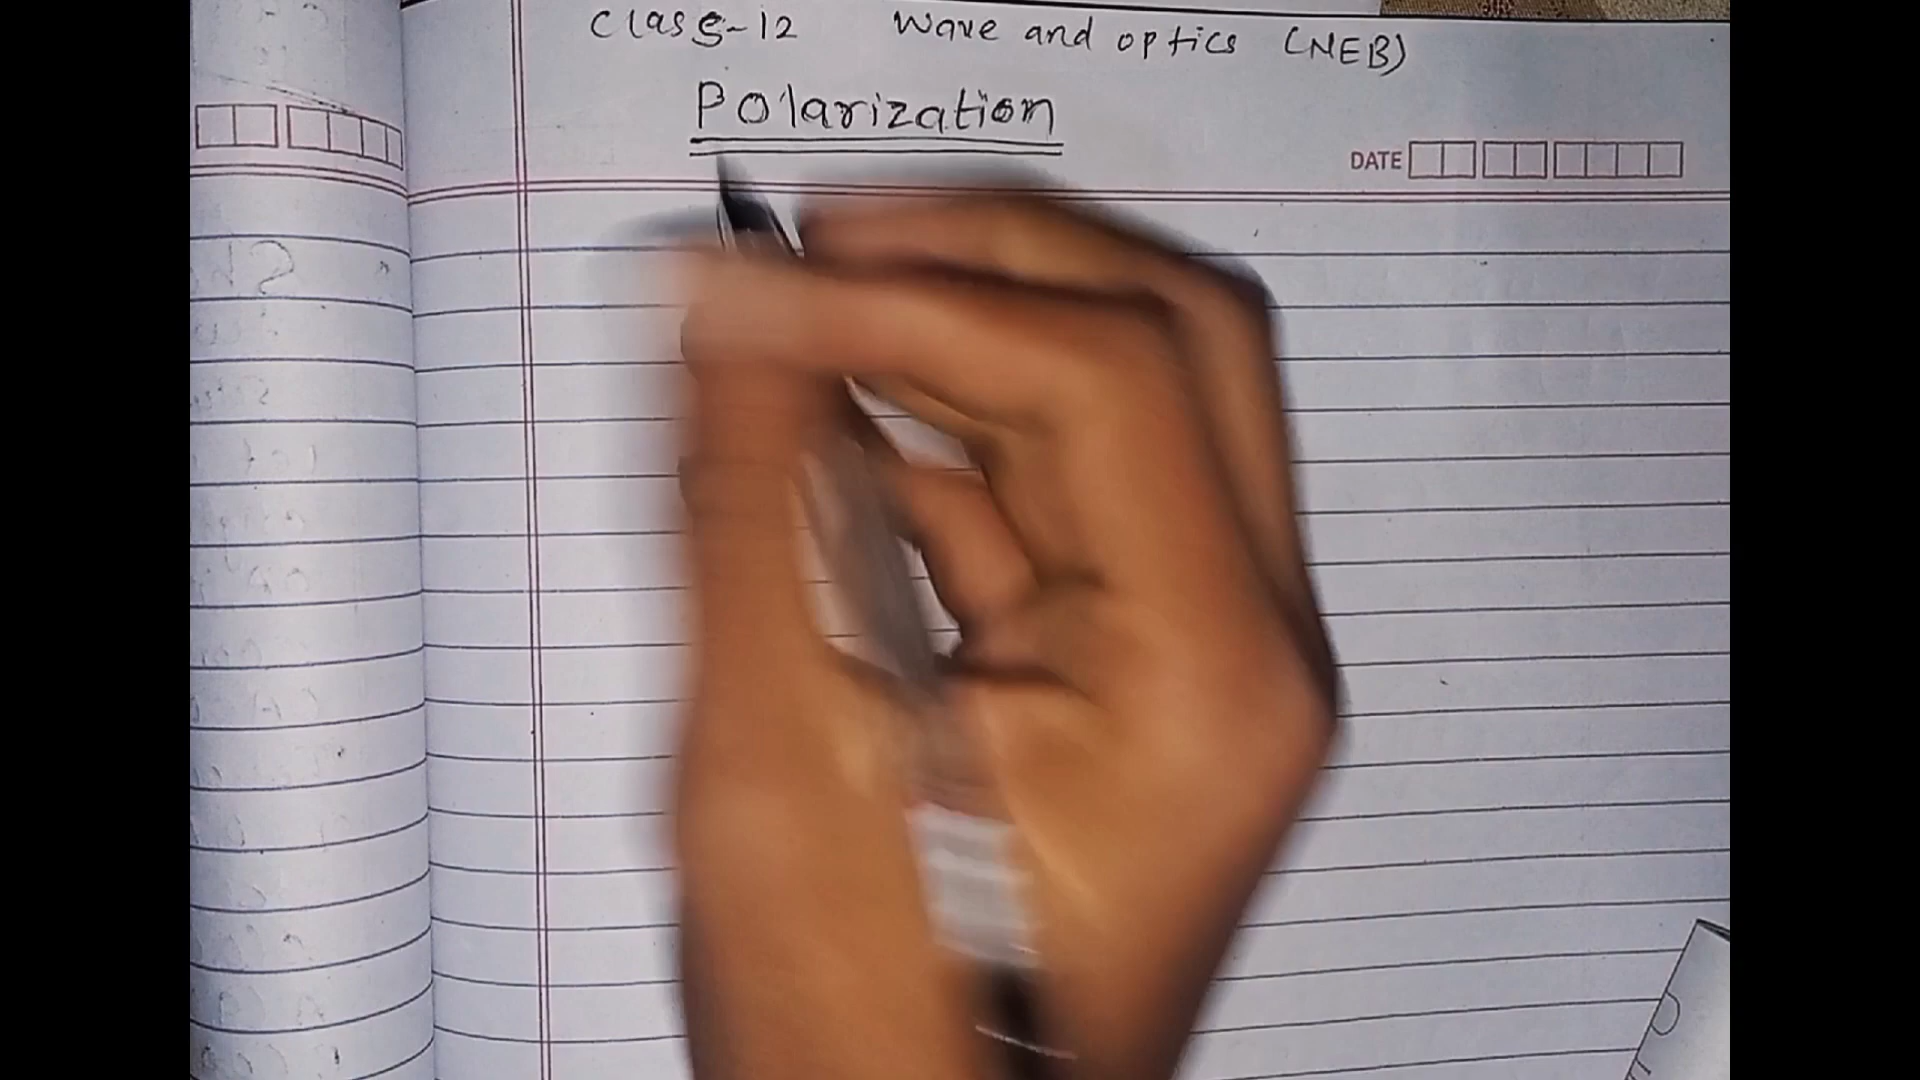 Class-12 Wave and optics (NEB)
Polarization
DATE